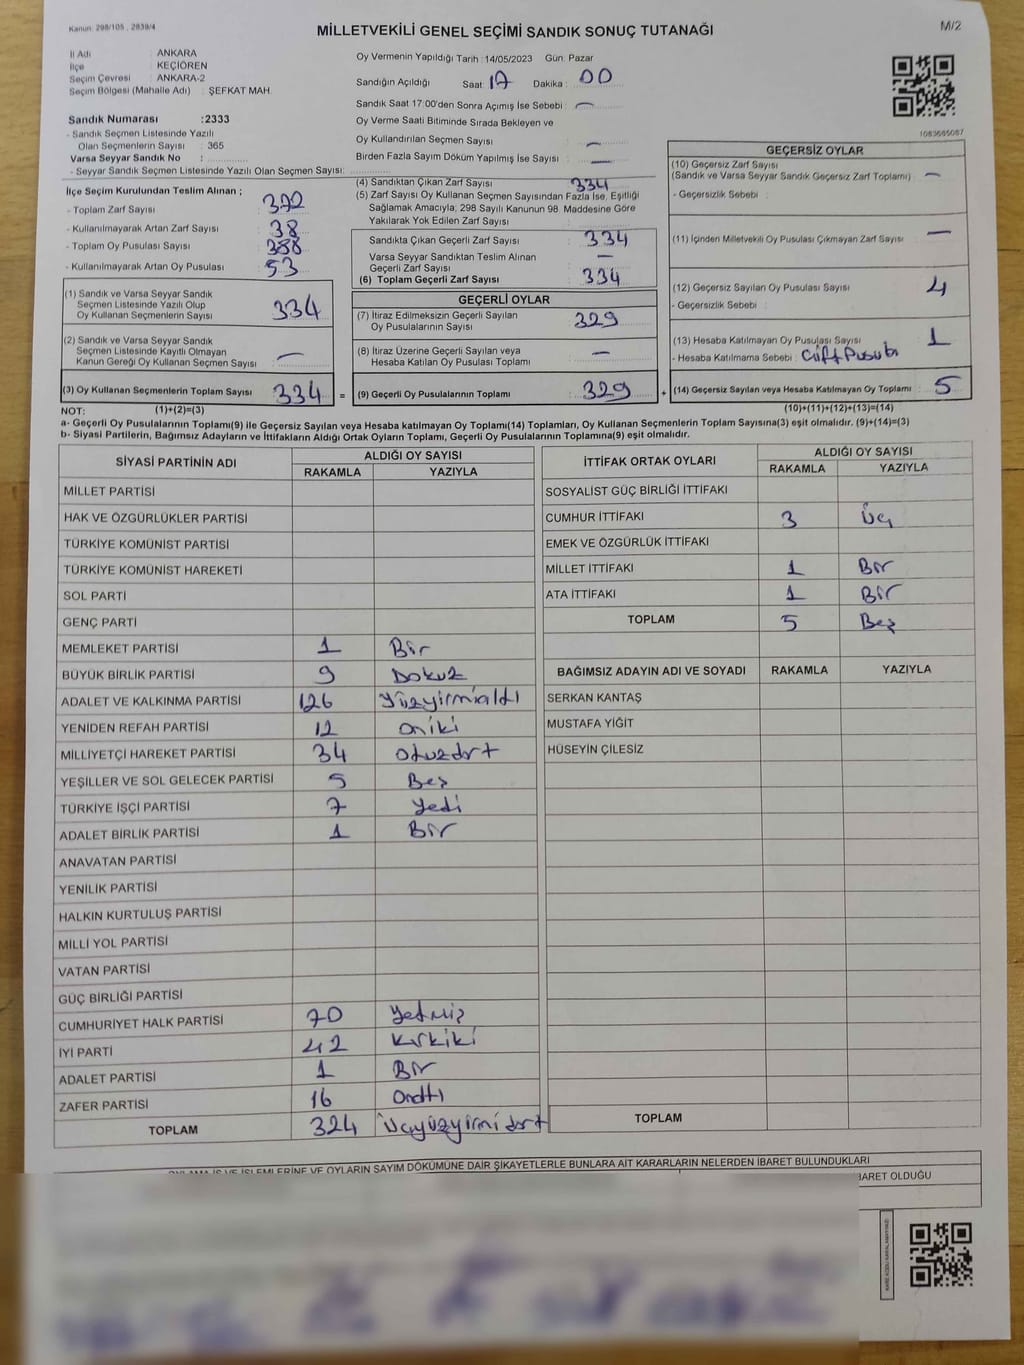 Kanun: 298/105 , 2839/4
MİLLETVEKİLİ GENEL SEÇİMİ SANDIK SONUÇ TUTANAĞI
M/2
İl Adı : ANKARA
İlçe : KEÇİÖREN
Seçim Çevresi : ANKARA-2
Seçim Bölgesi (Mahalle Adı) : ŞEFKAT MAH.
Sandık Numarası :2333
- Sandık Seçmen Listesinde Yazılı
Olan Seçmenlerin Sayısı : 365
Varsa Seyyar Sandık No :
- Seyyar Sandık Seçmen Listesinde Yazılı Olan Seçmen Sayısı:
Oy Vermenin Yapıldığı Tarih : 14/05/2023 Gün: Pazar
Sandığın Açıldığı Saat: 17 Dakika : 00
Sandık Saat 17:00'den Sonra Açımış İse Sebebi : —
Oy Verme Saati Bitiminde Sırada Bekleyen ve
Oy Kullandırılan Seçmen Sayısı : —
Birden Fazla Sayım Döküm Yapılmış İse Sayısı : —
1083665087
İlçe Seçim Kurulundan Teslim Alınan ;
- Toplam Zarf Sayısı : 372
- Kullanılmayarak Artan Zarf Sayısı : 38
- Toplam Oy Pusulası Sayısı : 388
- Kullanılmayarak Artan Oy Pusulası : 53
(1) Sandık ve Varsa Seyyar Sandık
Seçmen Listesinde Yazılı Olup
Oy Kullanan Seçmenlerin Sayısı : 334
(2) Sandık ve Varsa Seyyar Sandık
Seçmen Listesinde Kayıtlı Olmayan
Kanun Gereği Oy Kullanan Seçmen Sayısı : —
(3) Oy Kullanan Seçmenlerin Toplam Sayısı : 334
(4) Sandıktan Çıkan Zarf Sayısı : 334
(5) Zarf Sayısı Oy Kullanan Seçmen Sayısından Fazla İse, Eşitliği
Sağlamak Amacıyla; 298 Sayılı Kanunun 98. Maddesine Göre
Yakılarak Yok Edilen Zarf Sayısı :
Sandıkta Çıkan Geçerli Zarf Sayısı : 334
Varsa Seyyar Sandıktan Teslim Alınan
Geçerli Zarf Sayısı : —
(6) Toplam Geçerli Zarf Sayısı : 334
GEÇERLİ OYLAR
(7) İtiraz Edilmeksizin Geçerli Sayılan
Oy Pusulalarının Sayısı : 329
(8) İtiraz Üzerine Geçerli Sayılan veya
Hesaba Katılan Oy Pusulası Toplamı : —
= (9) Geçerli Oy Pusulalarının Toplamı : 329
GEÇERSİZ OYLAR
(10) Geçersiz Zarf Sayısı
(Sandık ve Varsa Seyyar Sandık Geçersiz Zarf Toplamı) : —
- Geçersizlik Sebebi :
(11) İçinden Milletvekili Oy Pusulası Çıkmayan Zarf Sayısı : —
(12) Geçersiz Sayılan Oy Pusulası Sayısı : 4
- Geçersizlik Sebebi :
(13) Hesaba Katılmayan Oy Pusulası Sayısı : 1
- Hesaba Katılmama Sebebi : Çift Pusula
+ (14) Geçersiz Sayılan veya Hesaba Katılmayan Oy Toplamı : 5
NOT: (1)+(2)=(3) (10)+(11)+(12)+(13)=(14)
a- Geçerli Oy Pusulalarının Toplamı(9) ile Geçersiz Sayılan veya Hesaba Katılmayan Oy Toplamı(14) Toplamları, Oy Kullanan Seçmenlerin Toplam Sayısına(3) eşit olmalıdır. (9)+(14)=(3)
b- Siyasi Partilerin, Bağımsız Adayların ve İttifakların Aldığı Ortak Oyların Toplamı, Geçerli Oy Pusulalarının Toplamına(9) eşit olmalıdır.
SİYASİ PARTİNİN ADI ALDIĞI OY SAYISI
RAKAMLA YAZIYLA
MİLLET PARTİSİ
HAK VE ÖZGÜRLÜKLER PARTİSİ
TÜRKİYE KOMÜNİST PARTİSİ
TÜRKİYE KOMÜNİST HAREKETİ
SOL PARTİ
GENÇ PARTİ
MEMLEKET PARTİSİ 1 Bir
BÜYÜK BİRLİK PARTİSİ 9 Dokuz
ADALET VE KALKINMA PARTİSİ 126 Yüzyirmialtı
YENİDEN REFAH PARTİSİ 12 oniki
MİLLİYETÇİ HAREKET PARTİSİ 34 otuzdört
YEŞİLLER VE SOL GELECEK PARTİSİ 5 Beş
TÜRKİYE İŞÇİ PARTİSİ 7 Yedi
ADALET BİRLİK PARTİSİ 1 Bir
ANAVATAN PARTİSİ
YENİLİK PARTİSİ
HALKIN KURTULUŞ PARTİSİ
MİLLİ YOL PARTİSİ
VATAN PARTİSİ
GÜÇ BİRLİĞİ PARTİSİ
CUMHURİYET HALK PARTİSİ 70 Yetmiş
İYİ PARTİ 42 Kırkiki
ADALET PARTİSİ 1 Bir
ZAFER PARTİSİ 16 Onaltı
TOPLAM 324 Üçyüzyirmidört
İTTİFAK ORTAK OYLARI ALDIĞI OY SAYISI
RAKAMLA YAZIYLA
SOSYALİST GÜÇ BİRLİĞİ İTTİFAKI
CUMHUR İTTİFAKI 3 Üç
EMEK VE ÖZGÜRLÜK İTTİFAKI
MİLLET İTTİFAKI 1 Bir
ATA İTTİFAKI 1 Bir
TOPLAM 5 Beş
BAĞIMSIZ ADAYIN ADI VE SOYADI RAKAMLA YAZIYLA
SERKAN KANTAŞ
MUSTAFA YİĞİT
HÜSEYİN ÇİLESİZ
TOPLAM
OYLAMA İŞ VE İŞLEMLERİNE VE OYLARIN SAYIM DÖKÜMÜNE DAİR ŞİKAYETLERLE BUNLARA AİT KARARLARIN NELERDEN İBARET BULUNDUKLARI
İBARET OLDUĞU